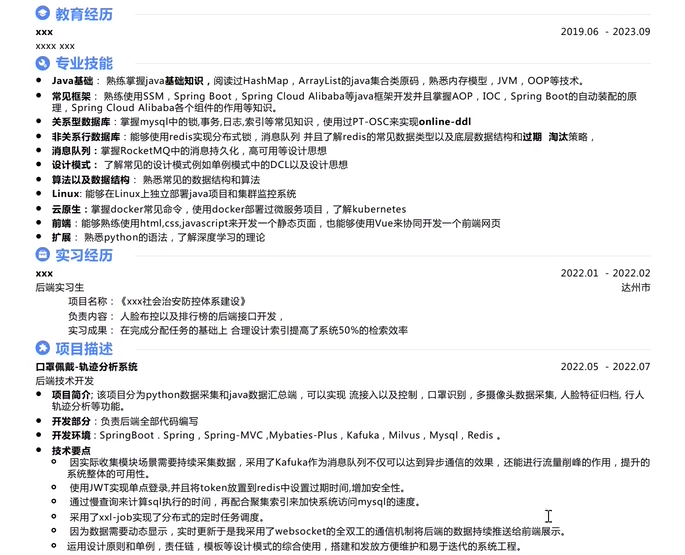 教育经历
xxx 2019.06 - 2023.09
xxxx xxx
专业技能
Java基础： 熟练掌握java基础知识，阅读过HashMap，ArrayList的java集合类源码，熟悉内存模型，JVM，OOP等技术。
常见框架： 熟练使用SSM，Spring Boot，Spring Cloud Alibaba等java框架开发并且掌握AOP，IOC，Spring Boot的自动装配的原
理，Spring Cloud Alibaba各个组件的作用等知识。
关系型数据库：掌握mysql中的锁,事务,日志,索引等常见知识，使用过PT-OSC来实现online-ddl
非关系行数据库：能够使用redis实现分布式锁，消息队列 并且了解redis的常见数据类型以及底层数据结构和过期 淘汰策略，
消息队列：掌握RocketMQ中的消息持久化，高可用等设计思想
设计模式： 了解常见的设计模式例如单例模式中的DCL以及设计思想
算法以及数据结构： 熟悉常见的数据结构和算法
Linux: 能够在Linux上独立部署java项目和集群监控系统
云原生：掌握docker常见命令，使用docker部署过微服务项目，了解kubernetes
前端：能够熟练使用html,css,javascript来开发一个静态页面，也能够使用Vue来协同开发一个前端网页
扩展： 熟悉python的语法，了解深度学习的理论
实习经历
xxx 2022.01 - 2022.02
后端实习生 达州市
项目名称：《xxx社会治安防控体系建设》
负责内容： 人脸布控以及排行榜的后端接口开发，
实习成果： 在完成分配任务的基础上 合理设计索引提高了系统50%的检索效率
项目描述
口罩佩戴-轨迹分析系统 2022.05 - 2022.07
后端技术开发
项目简介; 该项目分为python数据采集和java数据汇总端，可以实现 流接入以及控制，口罩识别，多摄像头数据采集, 人脸特征归档, 行人
轨迹分析等功能。
开发部分：负责后端全部代码编写
开发环境：SpringBoot . Spring，Spring-MVC ,Mybaties-Plus，Kafuka，Milvus，Mysql，Redis 。
技术要点
因实际收集模块场景需要持续采集数据，采用了Kafuka作为消息队列不仅可以达到异步通信的效果，还能进行流量削峰的作用，提升的
系统整体的可用性。
使用JWT实现单点登录,并且将token放置到redis中设置过期时间,增加安全性。
通过慢查询来计算sql执行的时间，再配合聚集索引来加快系统访问mysql的速度。
采用了xxl-job实现了分布式的定时任务调度。
因为数据需要动态显示，实时更新于是我采用了websocket的全双工的通信机制将后端的数据持续推送给前端展示。
运用设计原则和单例，责任链，模板等设计模式的综合使用，搭建和发放方便维护和易于迭代的系统工程。